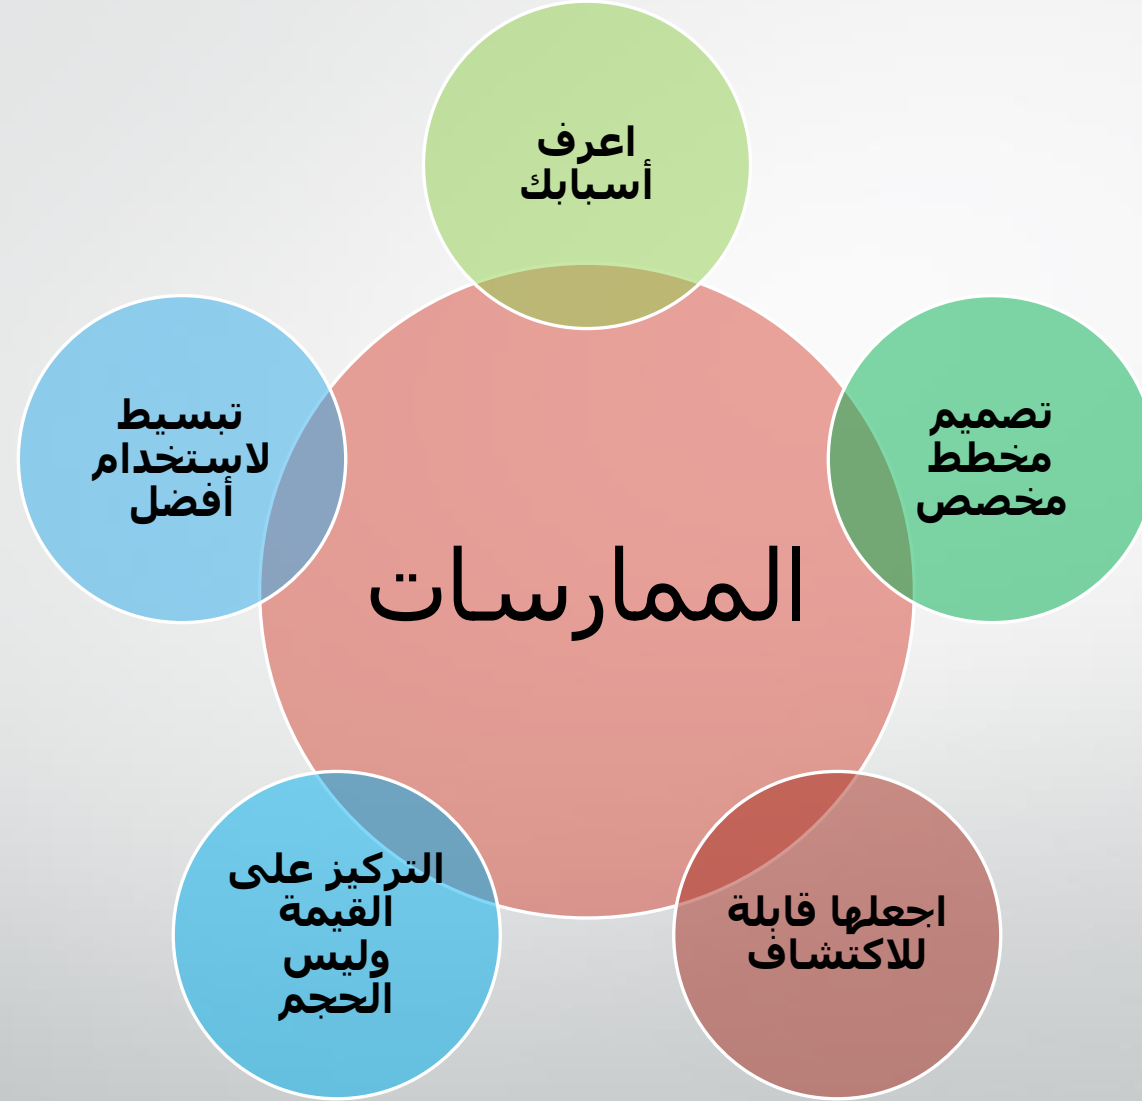 اعرف
أسبابك
تصميم
مخطط
مخصص
اجعلها قابلة
للاكتشاف
التركيز على
القيمة
وليس
الحجم
تبسيط
لاستخدام
أفضل
الممارسات